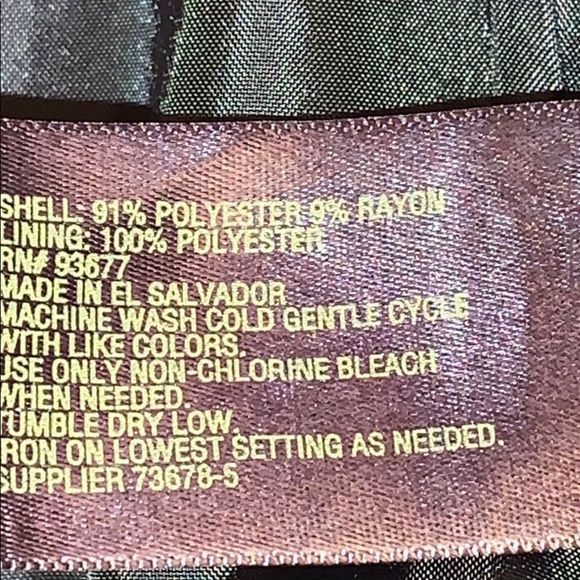 SHELL: 91% POLYESTER 9% RAYON
LINING: 100% POLYESTER
RN# 93677
MADE IN EL SALVADOR
MACHINE WASH COLD GENTLE CYCLE
WITH LIKE COLORS.
USE ONLY NON-CHLORINE BLEACH
WHEN NEEDED.
TUMBLE DRY LOW.
IRON ON LOWEST SETTING AS NEEDED.
SUPPLIER 73678-5